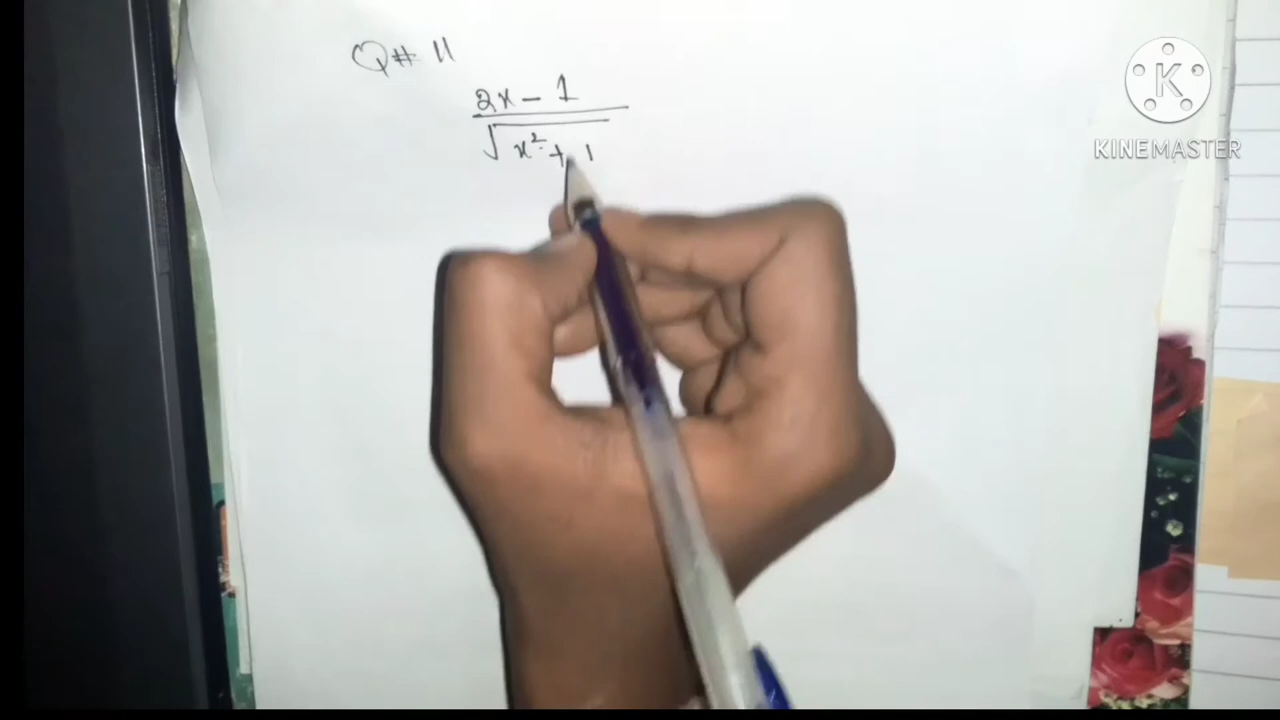 Q# 11
2x - 1
√x² + 1
K
KINEMASTER